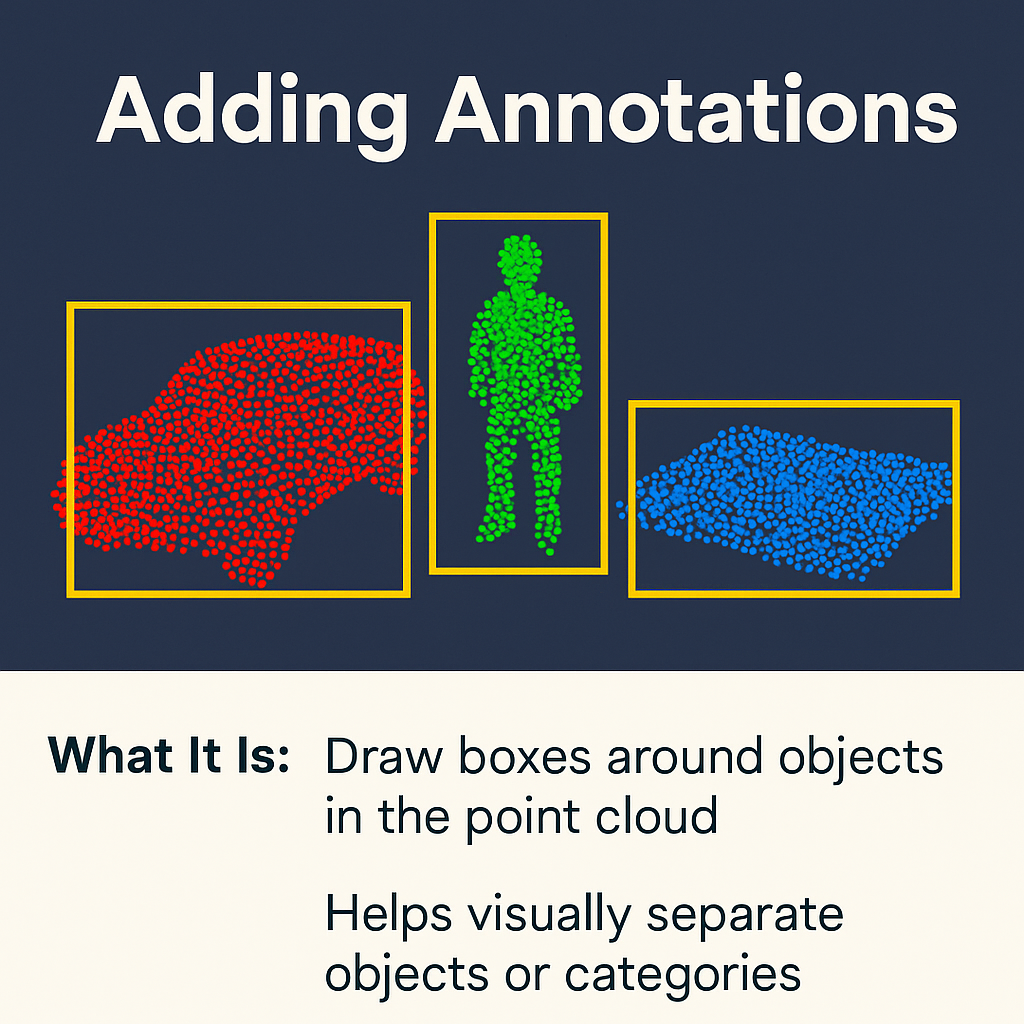 Adding Annotations
What It Is: Draw boxes around objects
in the point cloud
Helps visually separate
objects or categories